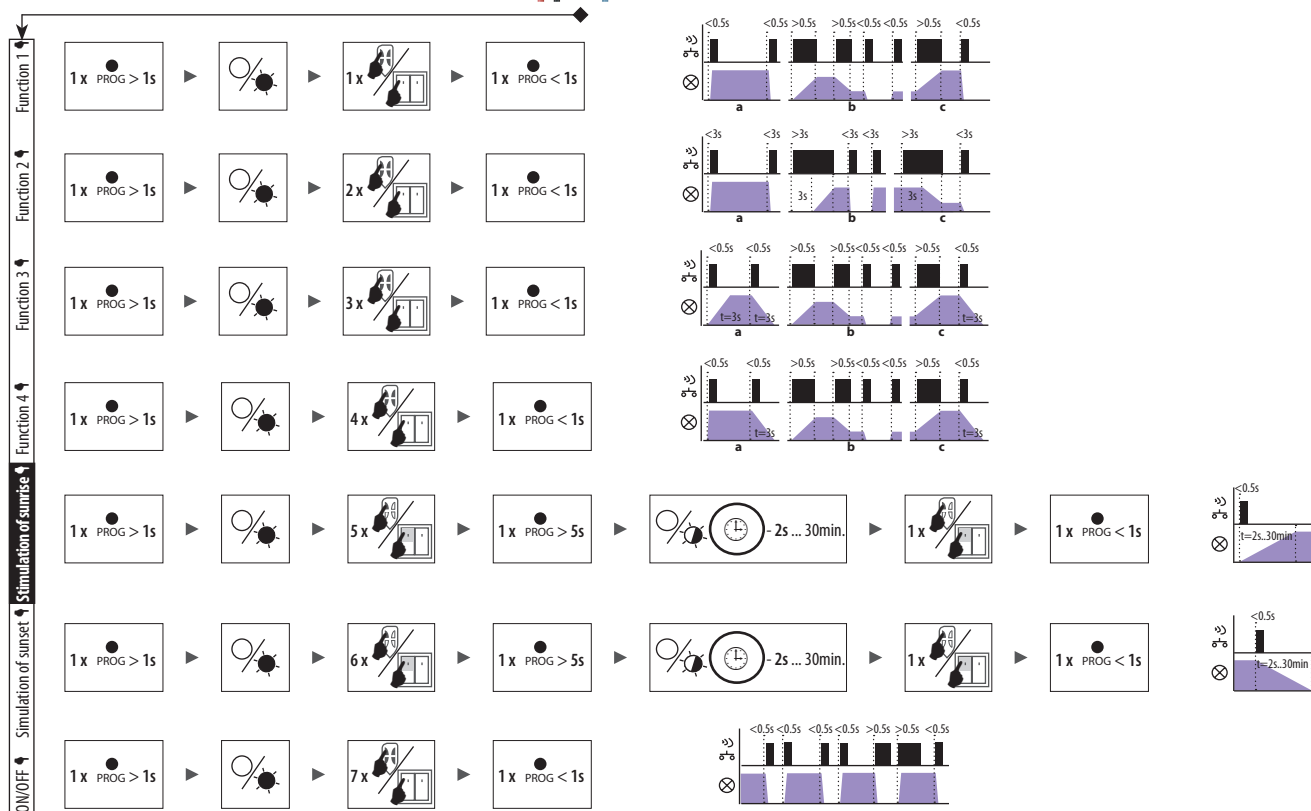 <0.5s <0.5s >0.5s >0.5s <0.5s <0.5s >0.5s <0.5s
Function 1
1 x PROG > 1s
1 x
1 x PROG < 1s
a b c
<3s <3s >3s <3s <3s >3s <3s
Function 2
1 x PROG > 1s
2 x
1 x PROG < 1s
3s 3s
a b c
<0.5s <0.5s >0.5s >0.5s <0.5s <0.5s >0.5s <0.5s
Function 3
1 x PROG > 1s
3 x
1 x PROG < 1s
t=3s t=3s t=3s
a b c
<0.5s <0.5s >0.5s >0.5s <0.5s <0.5s >0.5s <0.5s
Function 4
1 x PROG > 1s
4 x
1 x PROG < 1s
t=3s t=3s
a b c
Stimulation of sunrise
1 x PROG > 1s
5 x
1 x PROG > 5s
- 2s ... 30min.
1 x
1 x PROG < 1s
<0.5s
t=2s..30min
Simulation of sunset
1 x PROG > 1s
6 x
1 x PROG > 5s
- 2s ... 30min.
1 x
1 x PROG < 1s
<0.5s
t=2s..30min
ON/OFF
1 x PROG > 1s
7 x
1 x PROG < 1s
<0.5s <0.5s <0.5s <0.5s >0.5s >0.5s <0.5s